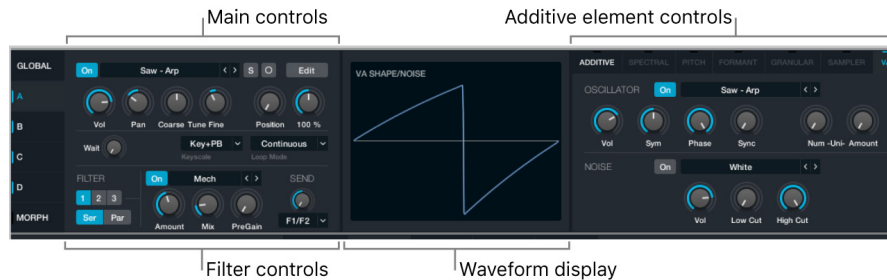 Main controls
Additive element controls
GLOBAL
On
Saw - Arp
< >
S
Edit
VA SHAPE/NOISE
ADDITIVE
SPECTRAL
PITCH
FORMANT
GRANULAR
SAMPLER
A
OSCILLATOR
On
Saw - Arp
< >
B
Vol
Pan
Coarse Tune Fine
Position
100 %
Vol
Sym
Phase
Sync
Num -Uni- Amount
C
Wait
Key+PB
Keyscale
Continuous
Loop Mode
NOISE
On
White
< >
D
FILTER
1 2 3
Ser
Par
On
Mech
< >
SEND
MORPH
Amount
Mix
PreGain
F1/F2
Vol
Low Cut
High Cut
Filter controls
Waveform display